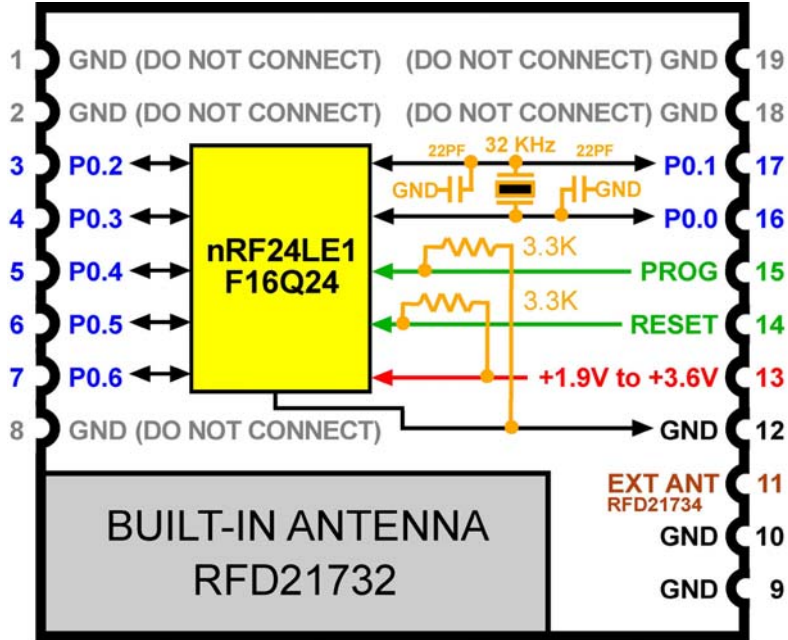 1 GND (DO NOT CONNECT) (DO NOT CONNECT) GND 19
2 GND (DO NOT CONNECT) (DO NOT CONNECT) GND 18
22PF 32 KHz 22PF
3 P0.2 P0.1 17
GND GND
4 P0.3 P0.0 16
nRF24LE1
F16Q24
3.3K
5 P0.4 PROG 15
3.3K
6 P0.5 RESET 14
7 P0.6 +1.9V to +3.6V 13
8 GND (DO NOT CONNECT) GND 12
EXT ANT 11
RFD21734
BUILT-IN ANTENNA
RFD21732
GND 10
GND 9